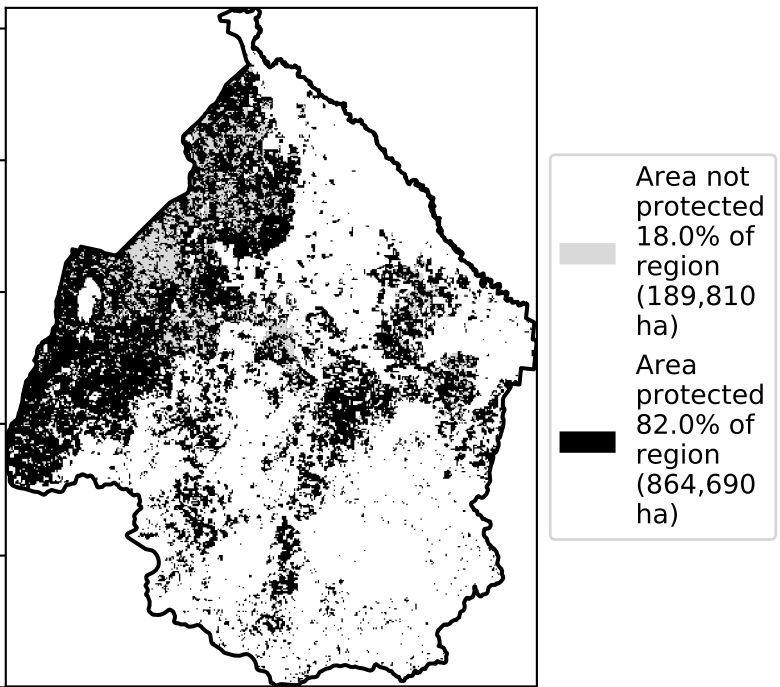 Area not
protected
18.0% of
region
(189,810
ha)
Area
protected
82.0% of
region
(864,690
ha)